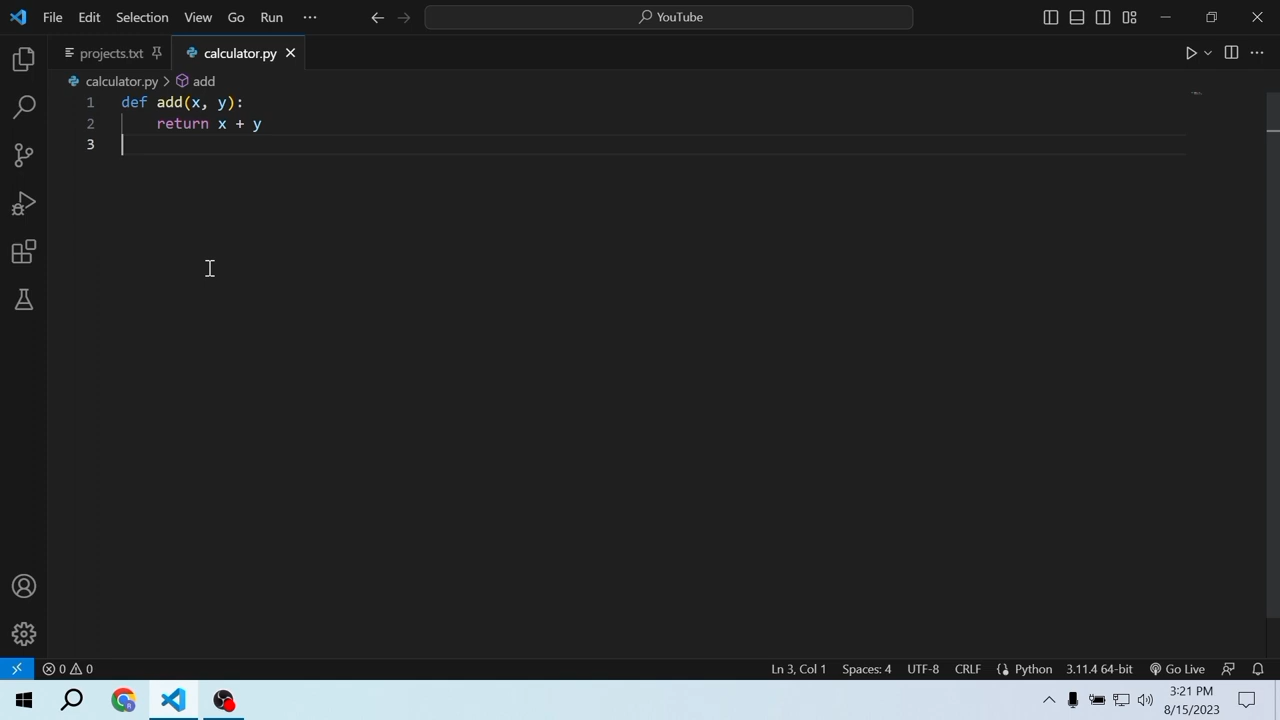 File Edit Selection View Go Run ··· YouTube
projects.txt calculator.py
calculator.py > add
1 def add(x, y):
2 return x + y
3
0 0 Ln 3, Col 1 Spaces: 4 UTF-8 CRLF Python 3.11.4 64-bit Go Live
3:21 PM
8/15/2023